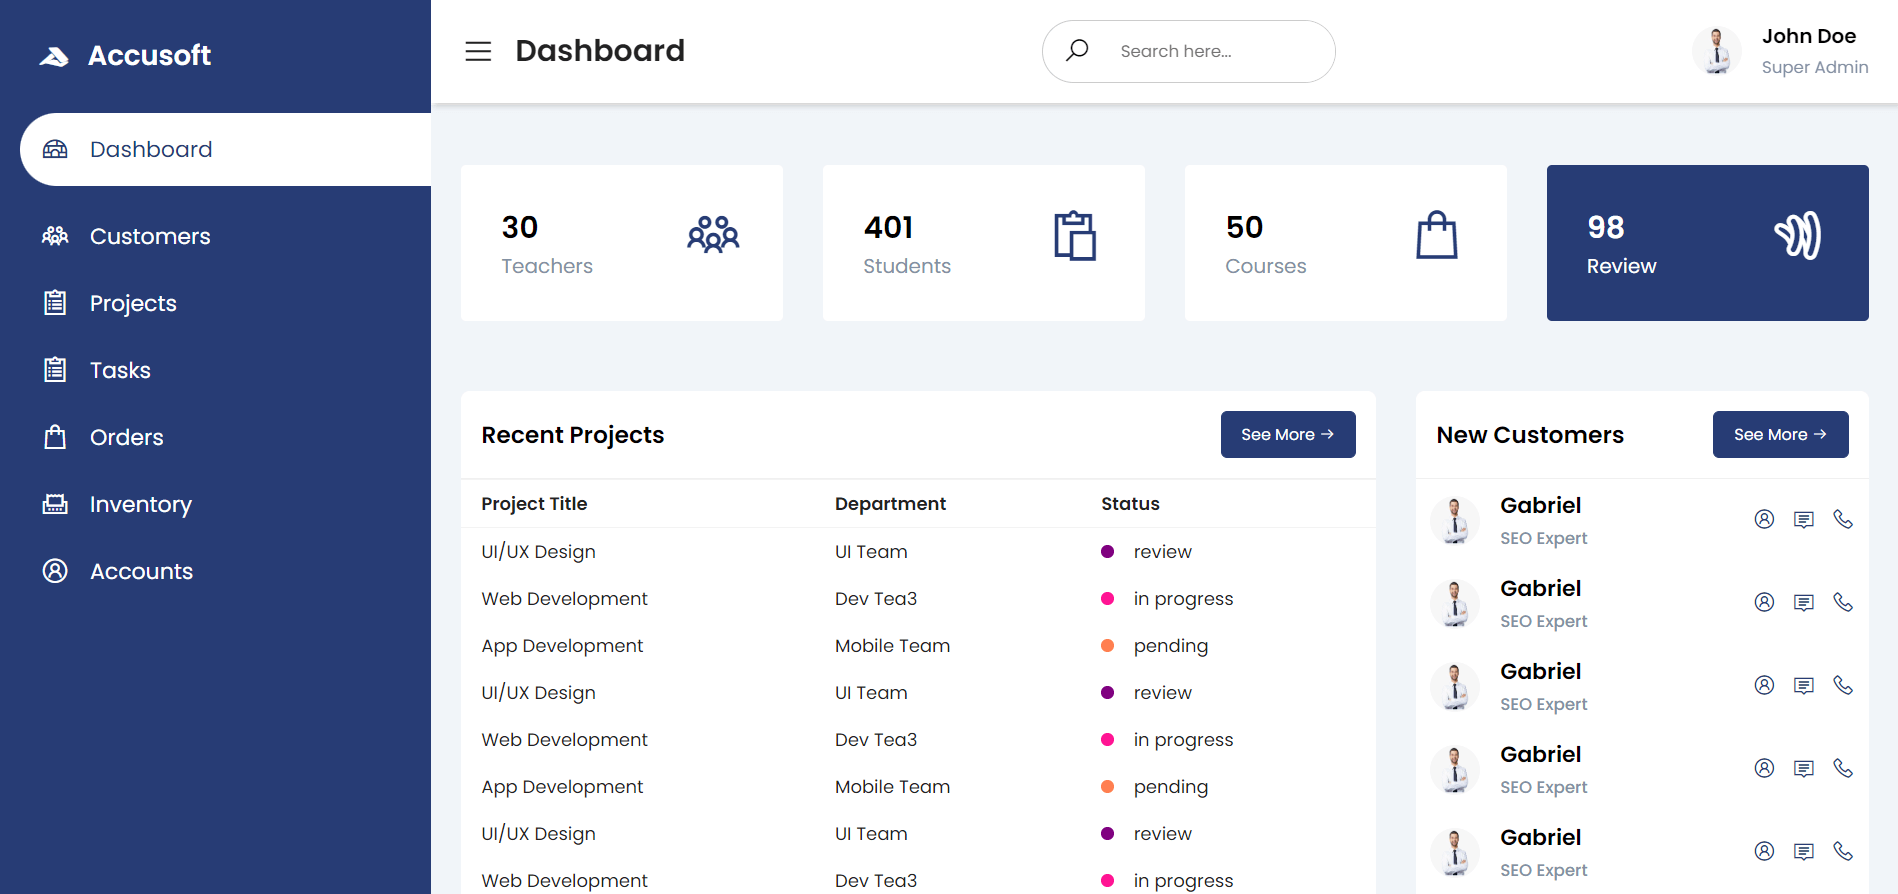 Accusoft
Dashboard
Customers
Projects
Tasks
Orders
Inventory
Accounts
Dashboard
Search here...
John Doe
Super Admin
30
Teachers
401
Students
50
Courses
98
Review
Recent Projects
See More →
Project Title Department Status
UI/UX Design UI Team review
Web Development Dev Tea3 in progress
App Development Mobile Team pending
UI/UX Design UI Team review
Web Development Dev Tea3 in progress
App Development Mobile Team pending
UI/UX Design UI Team review
Web Development Dev Tea3 in progress
New Customers
See More →
Gabriel
SEO Expert
Gabriel
SEO Expert
Gabriel
SEO Expert
Gabriel
SEO Expert
Gabriel
SEO Expert